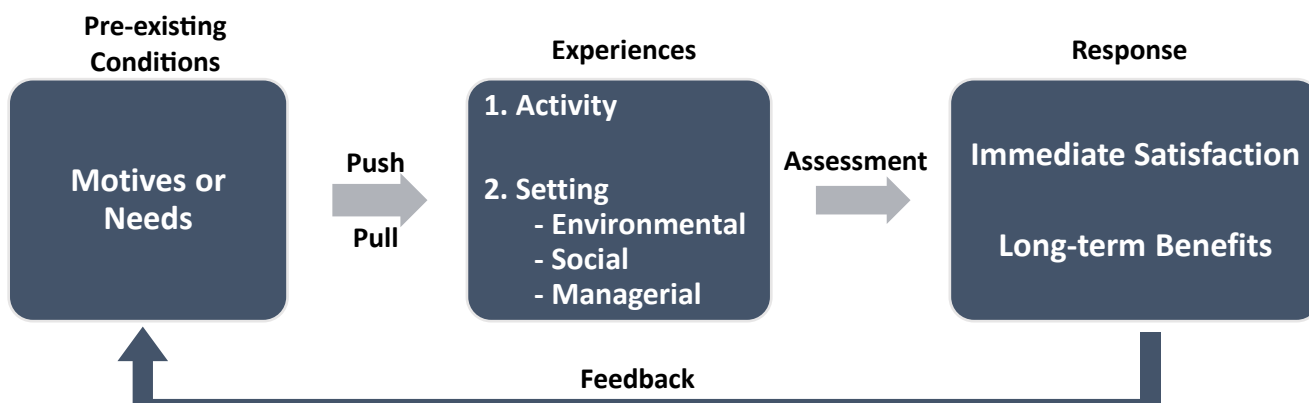 Pre-existing
Conditions
Experiences
Response
Motives or
Needs
Push
Pull
1. Activity
2. Setting
- Environmental
- Social
- Managerial
Assessment
Immediate Satisfaction
Long-term Benefits
Feedback